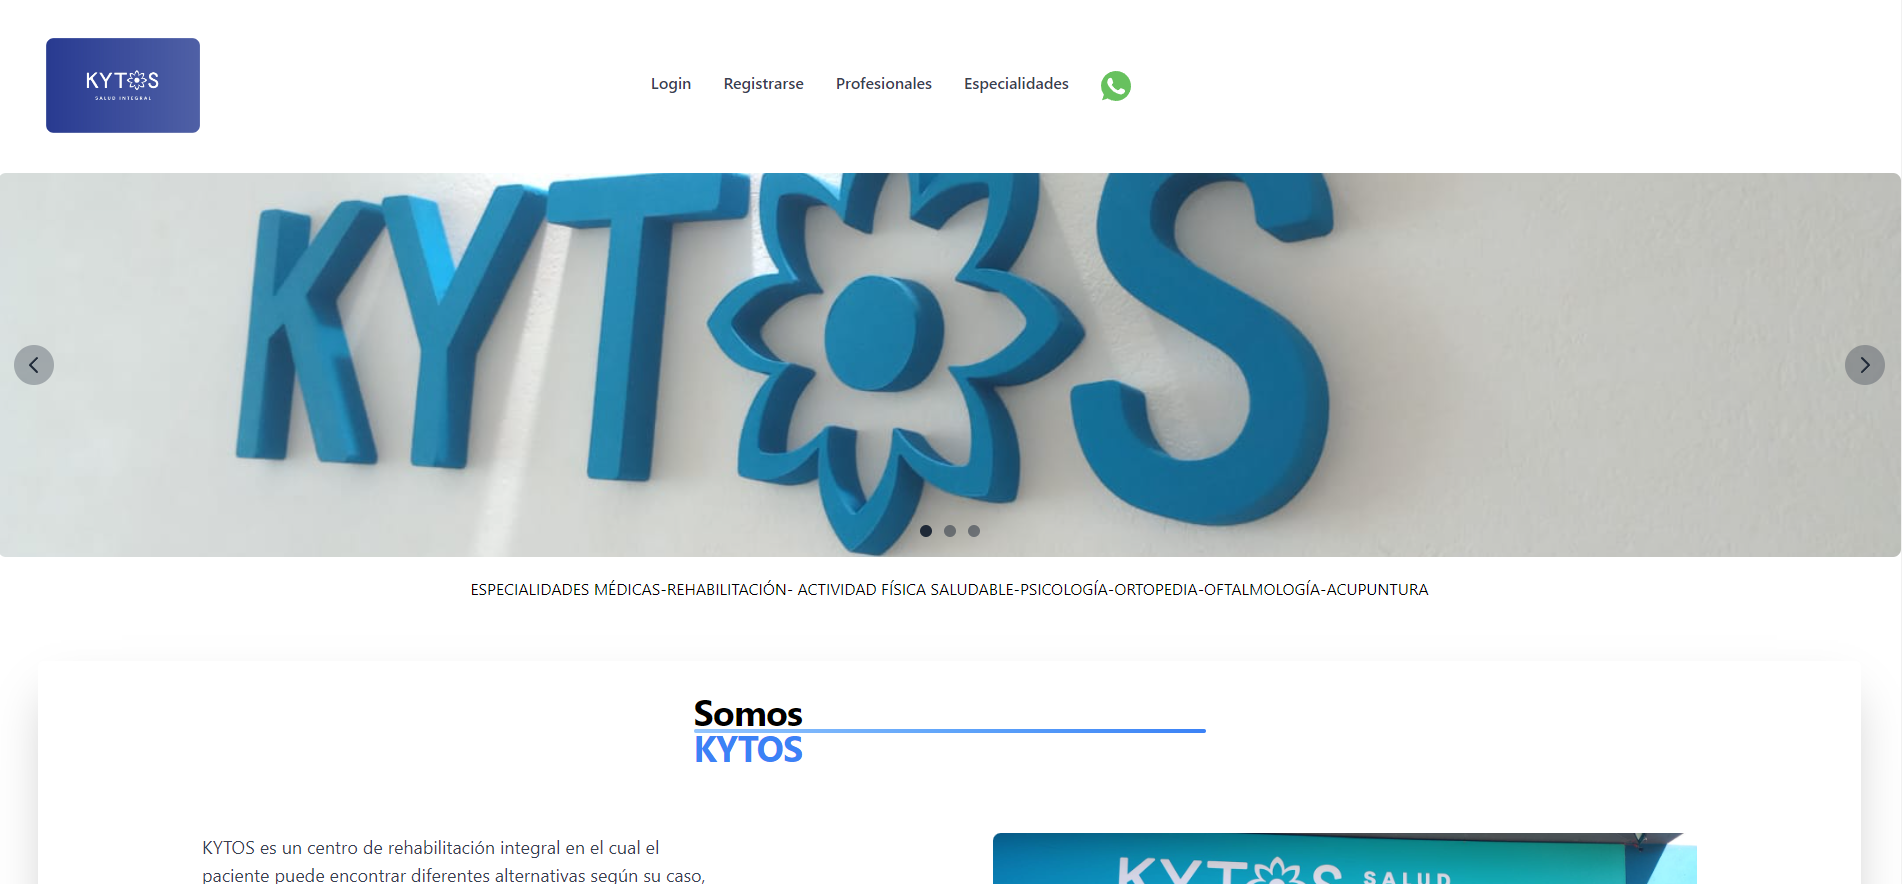 KYTOS
SALUD INTEGRAL
Login
Registrarse
Profesionales
Especialidades
KYTOS
ESPECIALIDADES MÉDICAS-REHABILITACIÓN- ACTIVIDAD FÍSICA SALUDABLE-PSICOLOGÍA-ORTOPEDIA-OFTALMOLOGÍA-ACUPUNTURA
Somos
KYTOS
KYTOS es un centro de rehabilitación integral en el cual el
paciente puede encontrar diferentes alternativas según su caso,
KYTOS SALUD